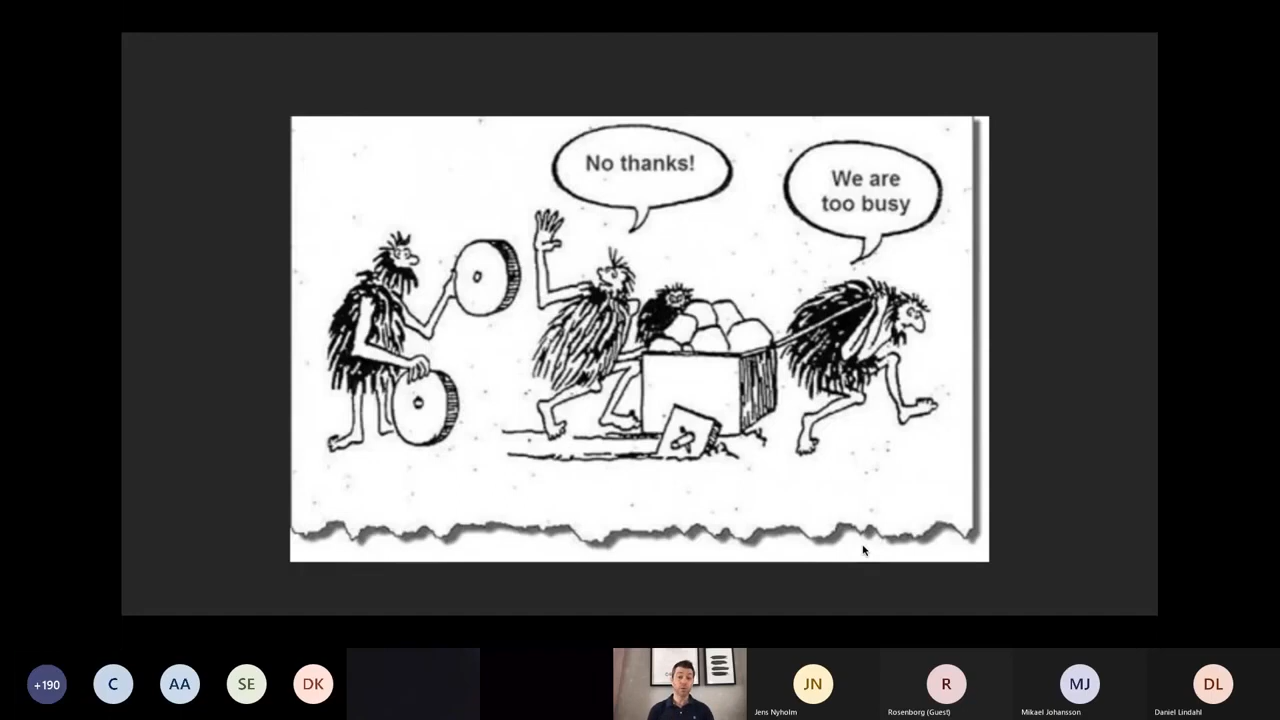 No thanks!
We are
too busy
+190
C
AA
SE
DK
JN
R
MJ
DL
Jens Nyholm
Rosenborg (Guest)
Mikael Johansson
Daniel Lindahl